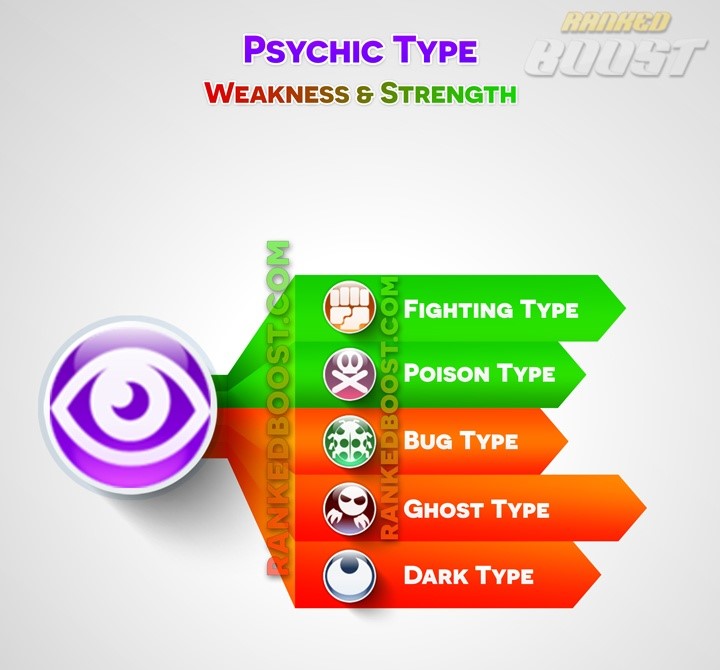 RANKED
BOOST
PSYCHIC TYPE
WEAKNESS & STRENGTH
RANKEDBOOST.COM
RANKEDBOOST.COM
FIGHTING TYPE
POISON TYPE
BUG TYPE
GHOST TYPE
DARK TYPE